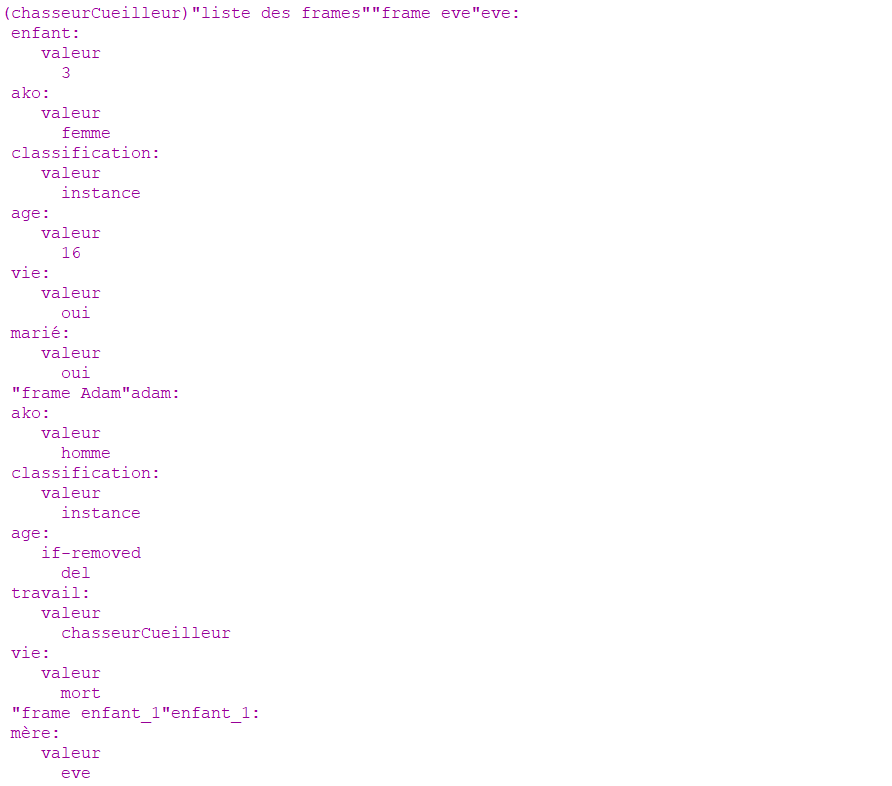 (chasseurCueilleur)"liste des frames""frame eve"eve:
enfant:
valeur
3
ako:
valeur
femme
classification:
valeur
instance
age:
valeur
16
vie:
valeur
oui
marié:
valeur
oui
"frame Adam"adam:
ako:
valeur
homme
classification:
valeur
instance
age:
if-removed
del
travail:
valeur
chasseurCueilleur
vie:
valeur
mort
"frame enfant_1"enfant_1:
mère:
valeur
eve